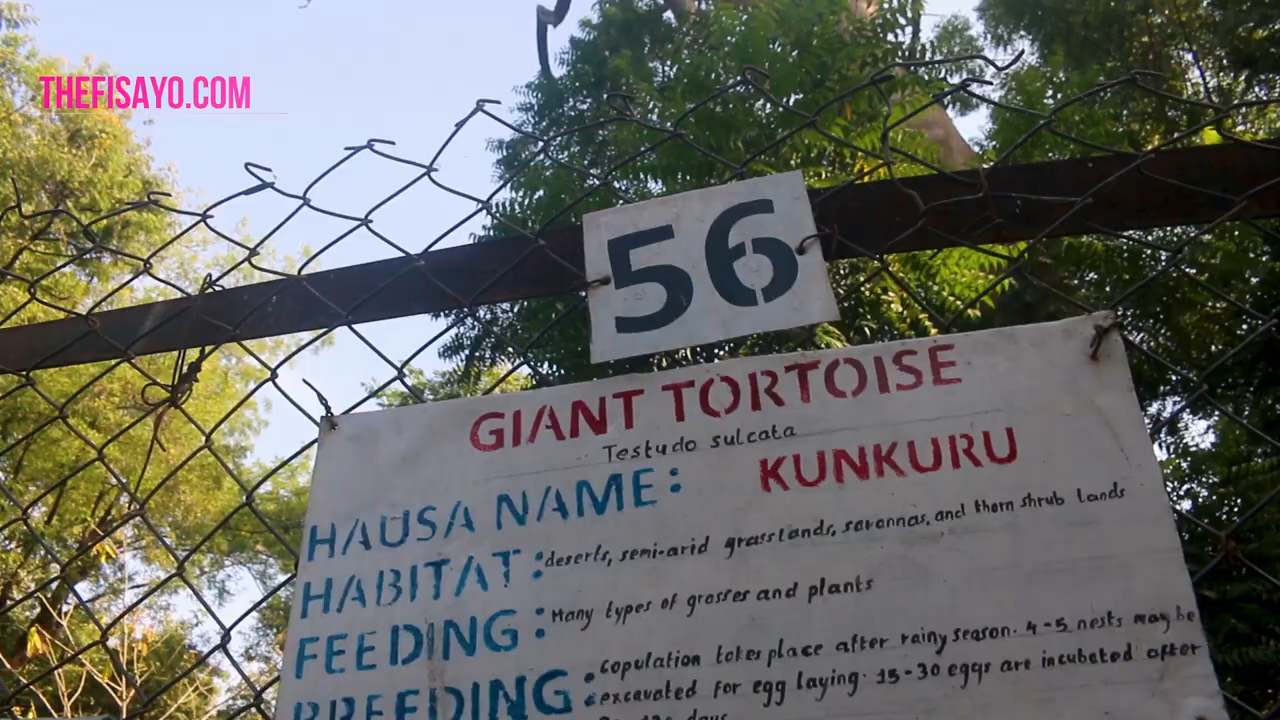 THEFISAYO.COM
56
GIANT TORTOISE
Testudo sulcata
HAUSA NAME: KUNKURU
HABITAT: deserts, semi-arid grasslands, savannas, and thorn shrub lands
FEEDING: Many types of grasses and plants
BREEDING: copulation takes place after rainy season. 4-5 nests may be
excavated for egg laying. 15-30 eggs are incubated after
days